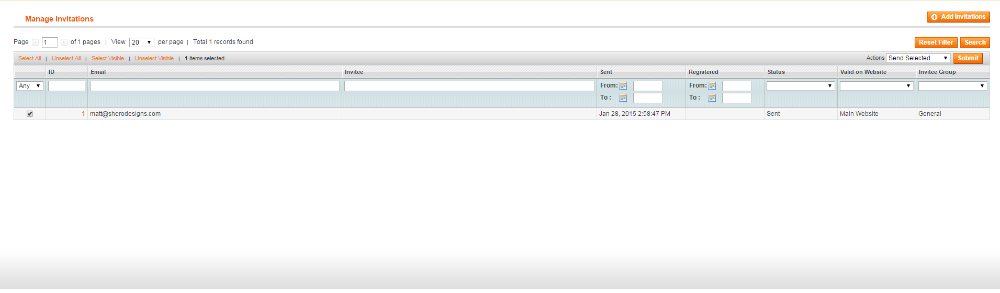 Manage Invitations
Add Invitations
Page 1 of 1 pages | View 20 per page | Total 1 records found
Reset Filter Search
Select All | Unselect All | Select Visible | Unselect Visible | 1 items selected
Actions Send Selected Submit
ID Email Invitee Sent Registered Status Valid on Website Invitee Group
Any From: From:
To : To :
1 matt@sherodesigns.com Jan 28, 2015 2:58:47 PM Sent Main Website General